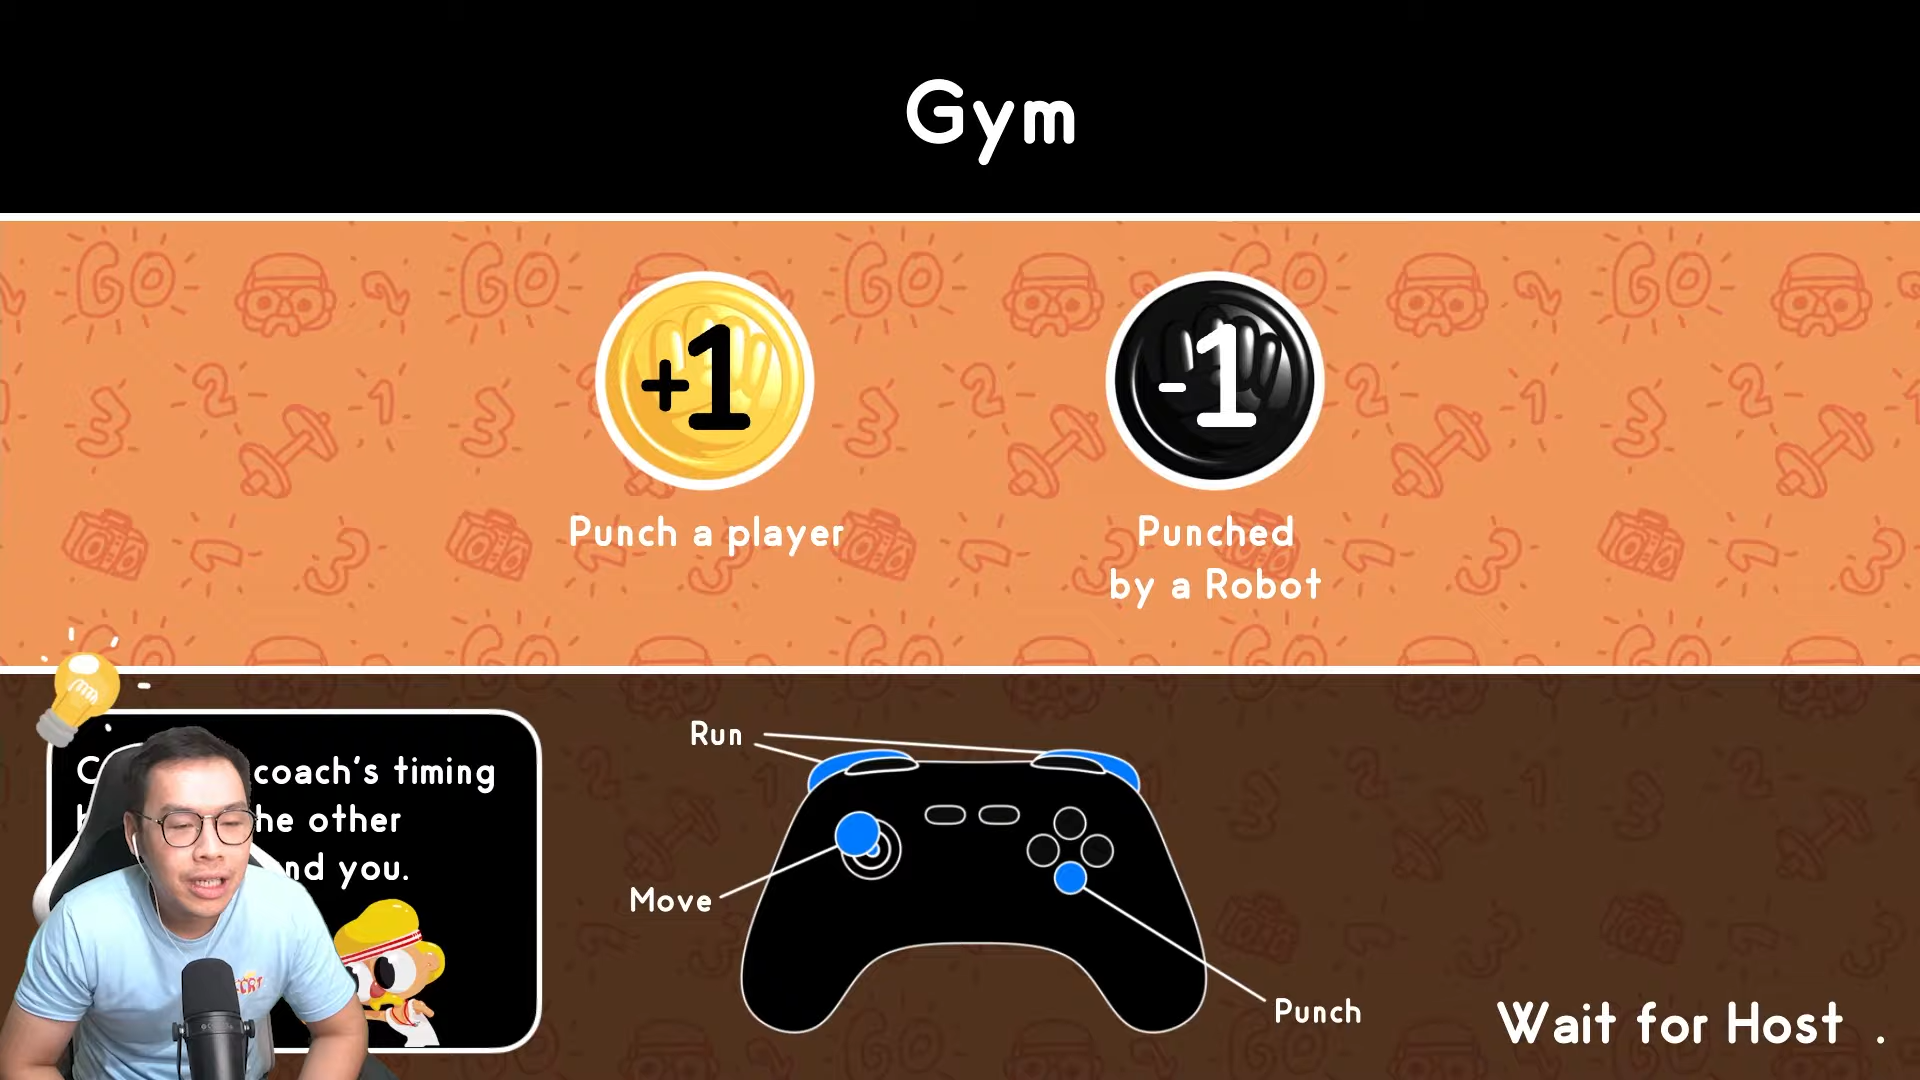 Gym
+1
-1
Punch a player
Punched
by a Robot
coach's timing
he other
nd you.
Run
Move
Punch
Wait for Host .